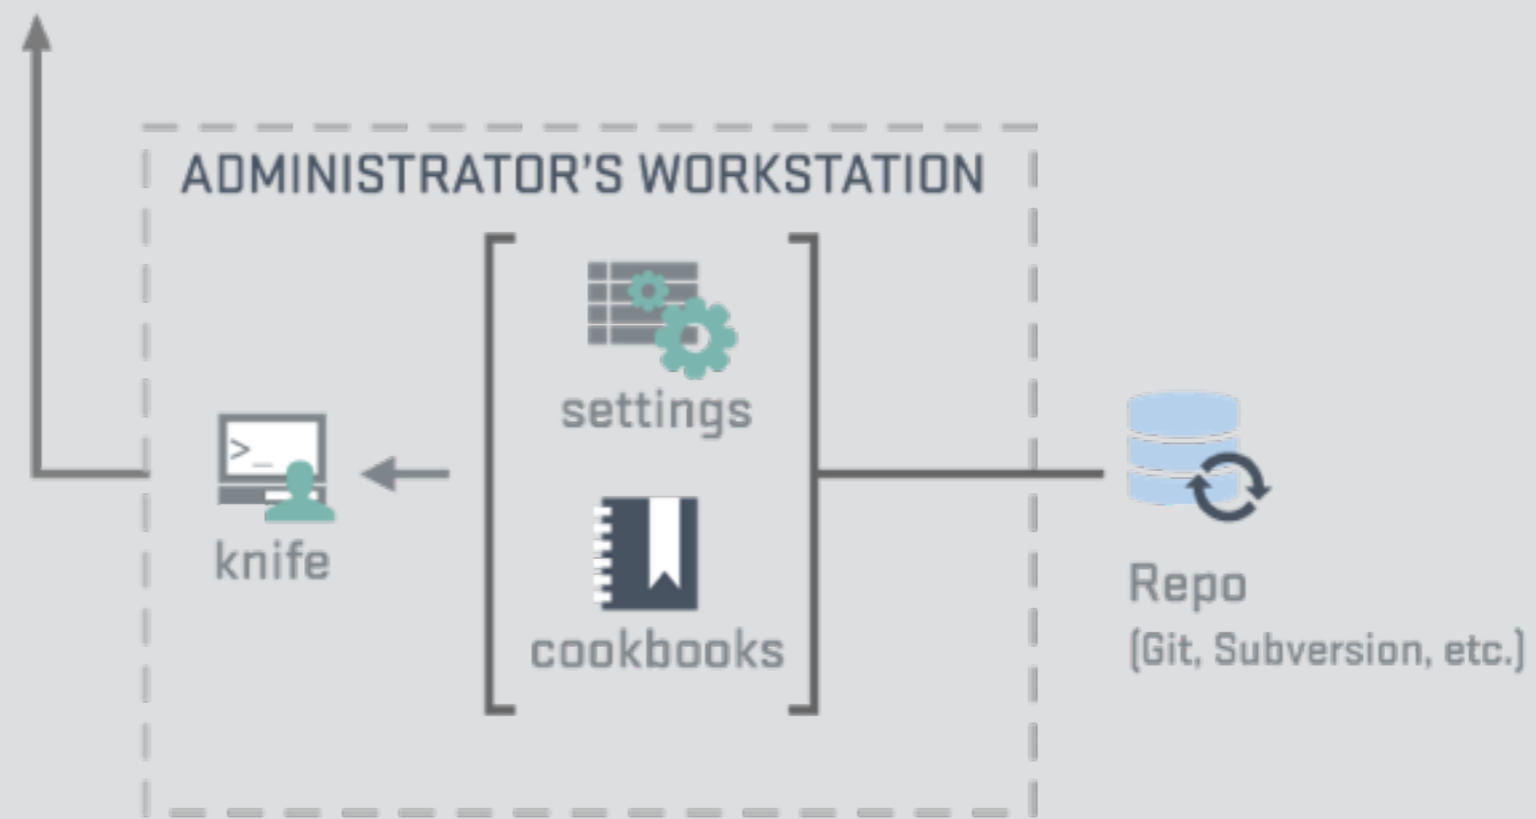 ADMINISTRATOR'S WORKSTATION
settings
>_
knife
cookbooks
Repo
(Git, Subversion, etc.)